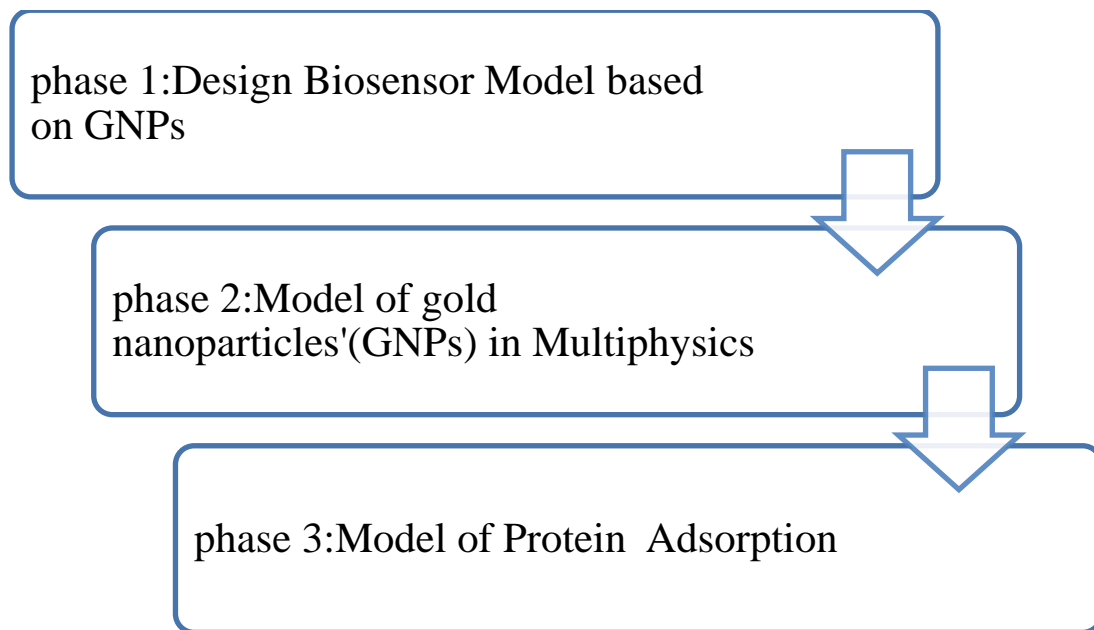 phase 1:Design Biosensor Model based
on GNPs
phase 2:Model of gold
nanoparticles'(GNPs) in Multiphysics
phase 3:Model of Protein  Adsorption